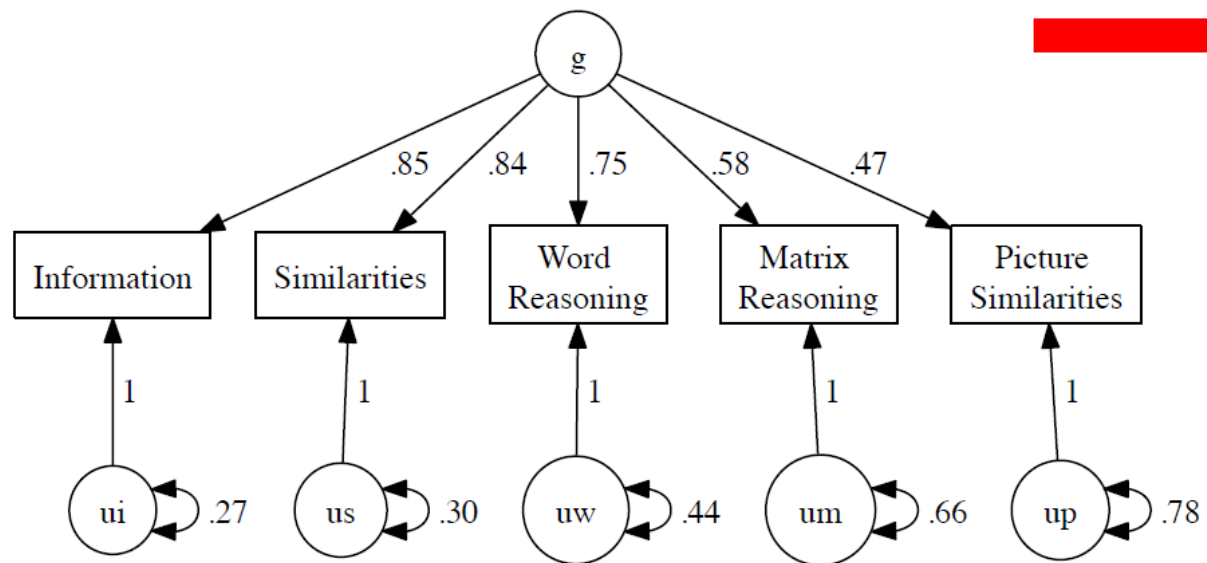 g
.85 .84 .75 .58 .47
Information Similarities Word Reasoning Matrix Reasoning Picture Similarities
1 1 1 1 1
ui .27 us .30 uw .44 um .66 up .78